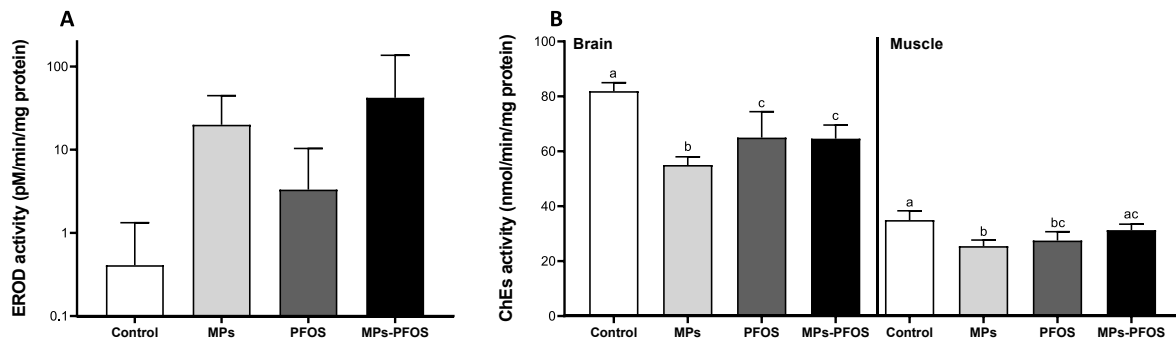 A
EROD activity (pM/min/mg protein)
100
10
1
0.1
Control MPs PFOS MPs-PFOS
B
ChEs activity (nmol/min/mg protein)
Brain Muscle
100
80
60
40
20
0
a
b
c
c
a
b
bc
ac
Control MPs PFOS MPs-PFOS Control MPs PFOS MPs-PFOS